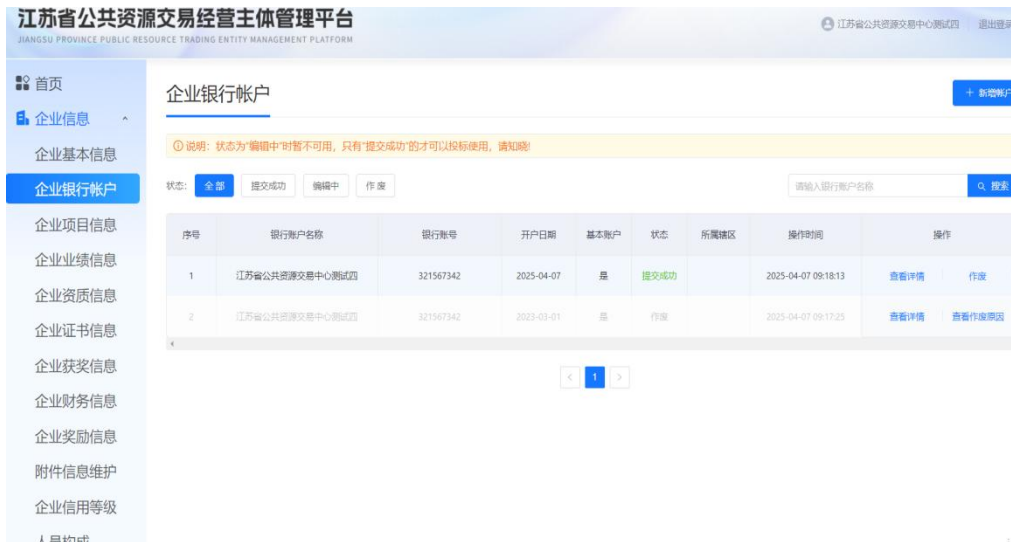 江苏省公共资源交易经营主体管理平台
JIANGSU PROVINCE PUBLIC RESOURCE TRADING ENTITY MANAGEMENT PLATFORM
江苏省公共资源交易中心测试四 退出登录
首页
企业信息
企业基本信息
企业银行帐户
企业项目信息
企业业绩信息
企业资质信息
企业证书信息
企业获奖信息
企业财务信息
企业奖励信息
附件信息维护
企业信用等级
人员构成
企业银行帐户
+ 新增帐户
说明：状态为“编辑中”时暂不可用，只有“提交成功”的才可以投标使用，请知晓!
状态: 全部 提交成功 编辑中 作废 请输入银行账户名称 搜索
序号 银行账户名称 银行账号 开户日期 基本账户 状态 所属辖区 操作时间 操作
1 江苏省公共资源交易中心测试四 321567342 2025-04-07 是 提交成功 2025-04-07 09:18:13 查看详情 作废
2 江苏省公共资源交易中心测试四 321567342 2023-03-01 是 作废 2025-04-07 09:17:25 查看详情 查看作废原因
< 1 >